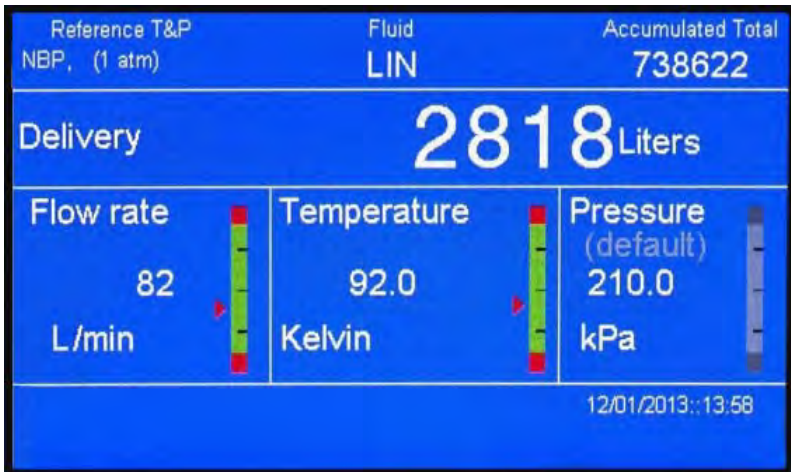 Reference T&P
NBP, (1 atm)
Fluid
LIN
Accumulated Total
738622
Delivery
2818 Liters
Flow rate
82
L/min
Temperature
92.0
Kelvin
Pressure
(default)
210.0
kPa
12/01/2013::13:58